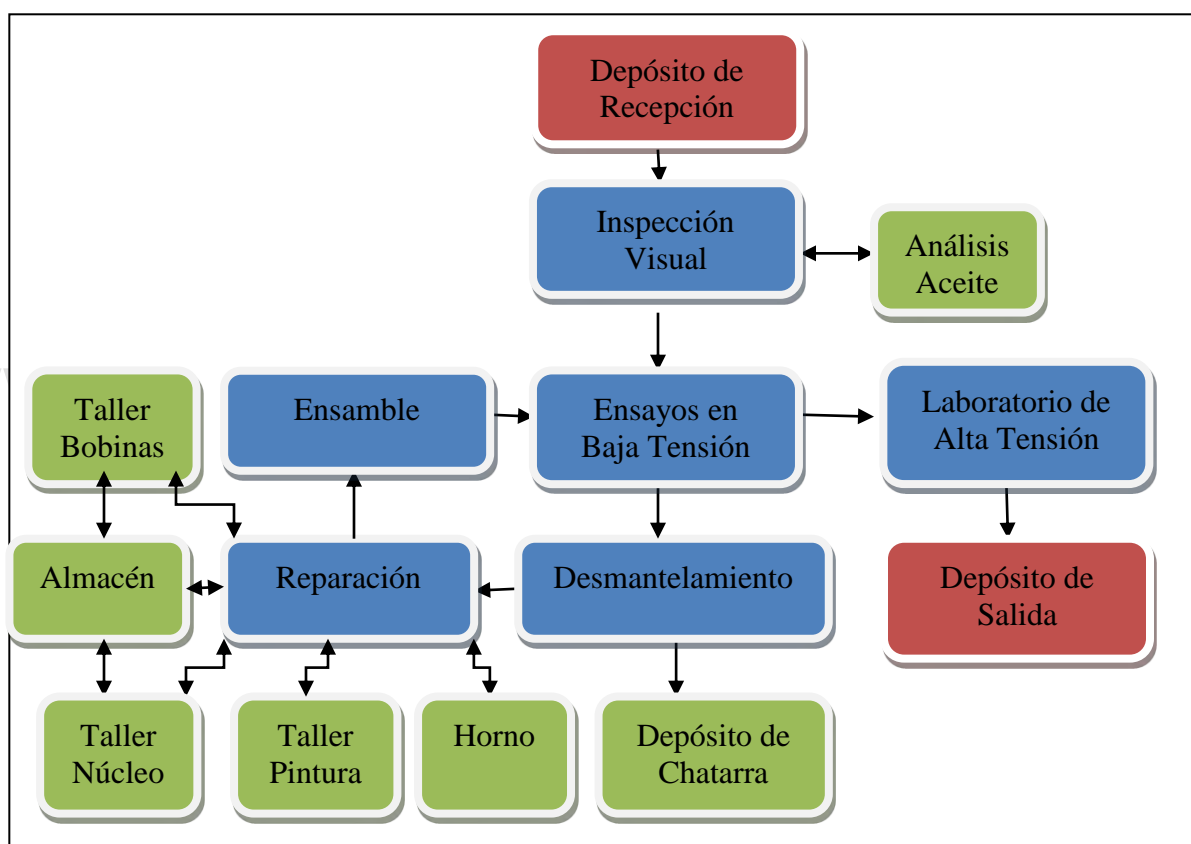 Depósito de
Recepción
Inspección
Visual
Análisis
Aceite
Taller
Bobinas
Ensamble
Ensayos en
Baja Tensión
Laboratorio de
Alta Tensión
Almacén
Reparación
Desmantelamiento
Depósito de
Salida
Taller
Núcleo
Taller
Pintura
Horno
Depósito de
Chatarra